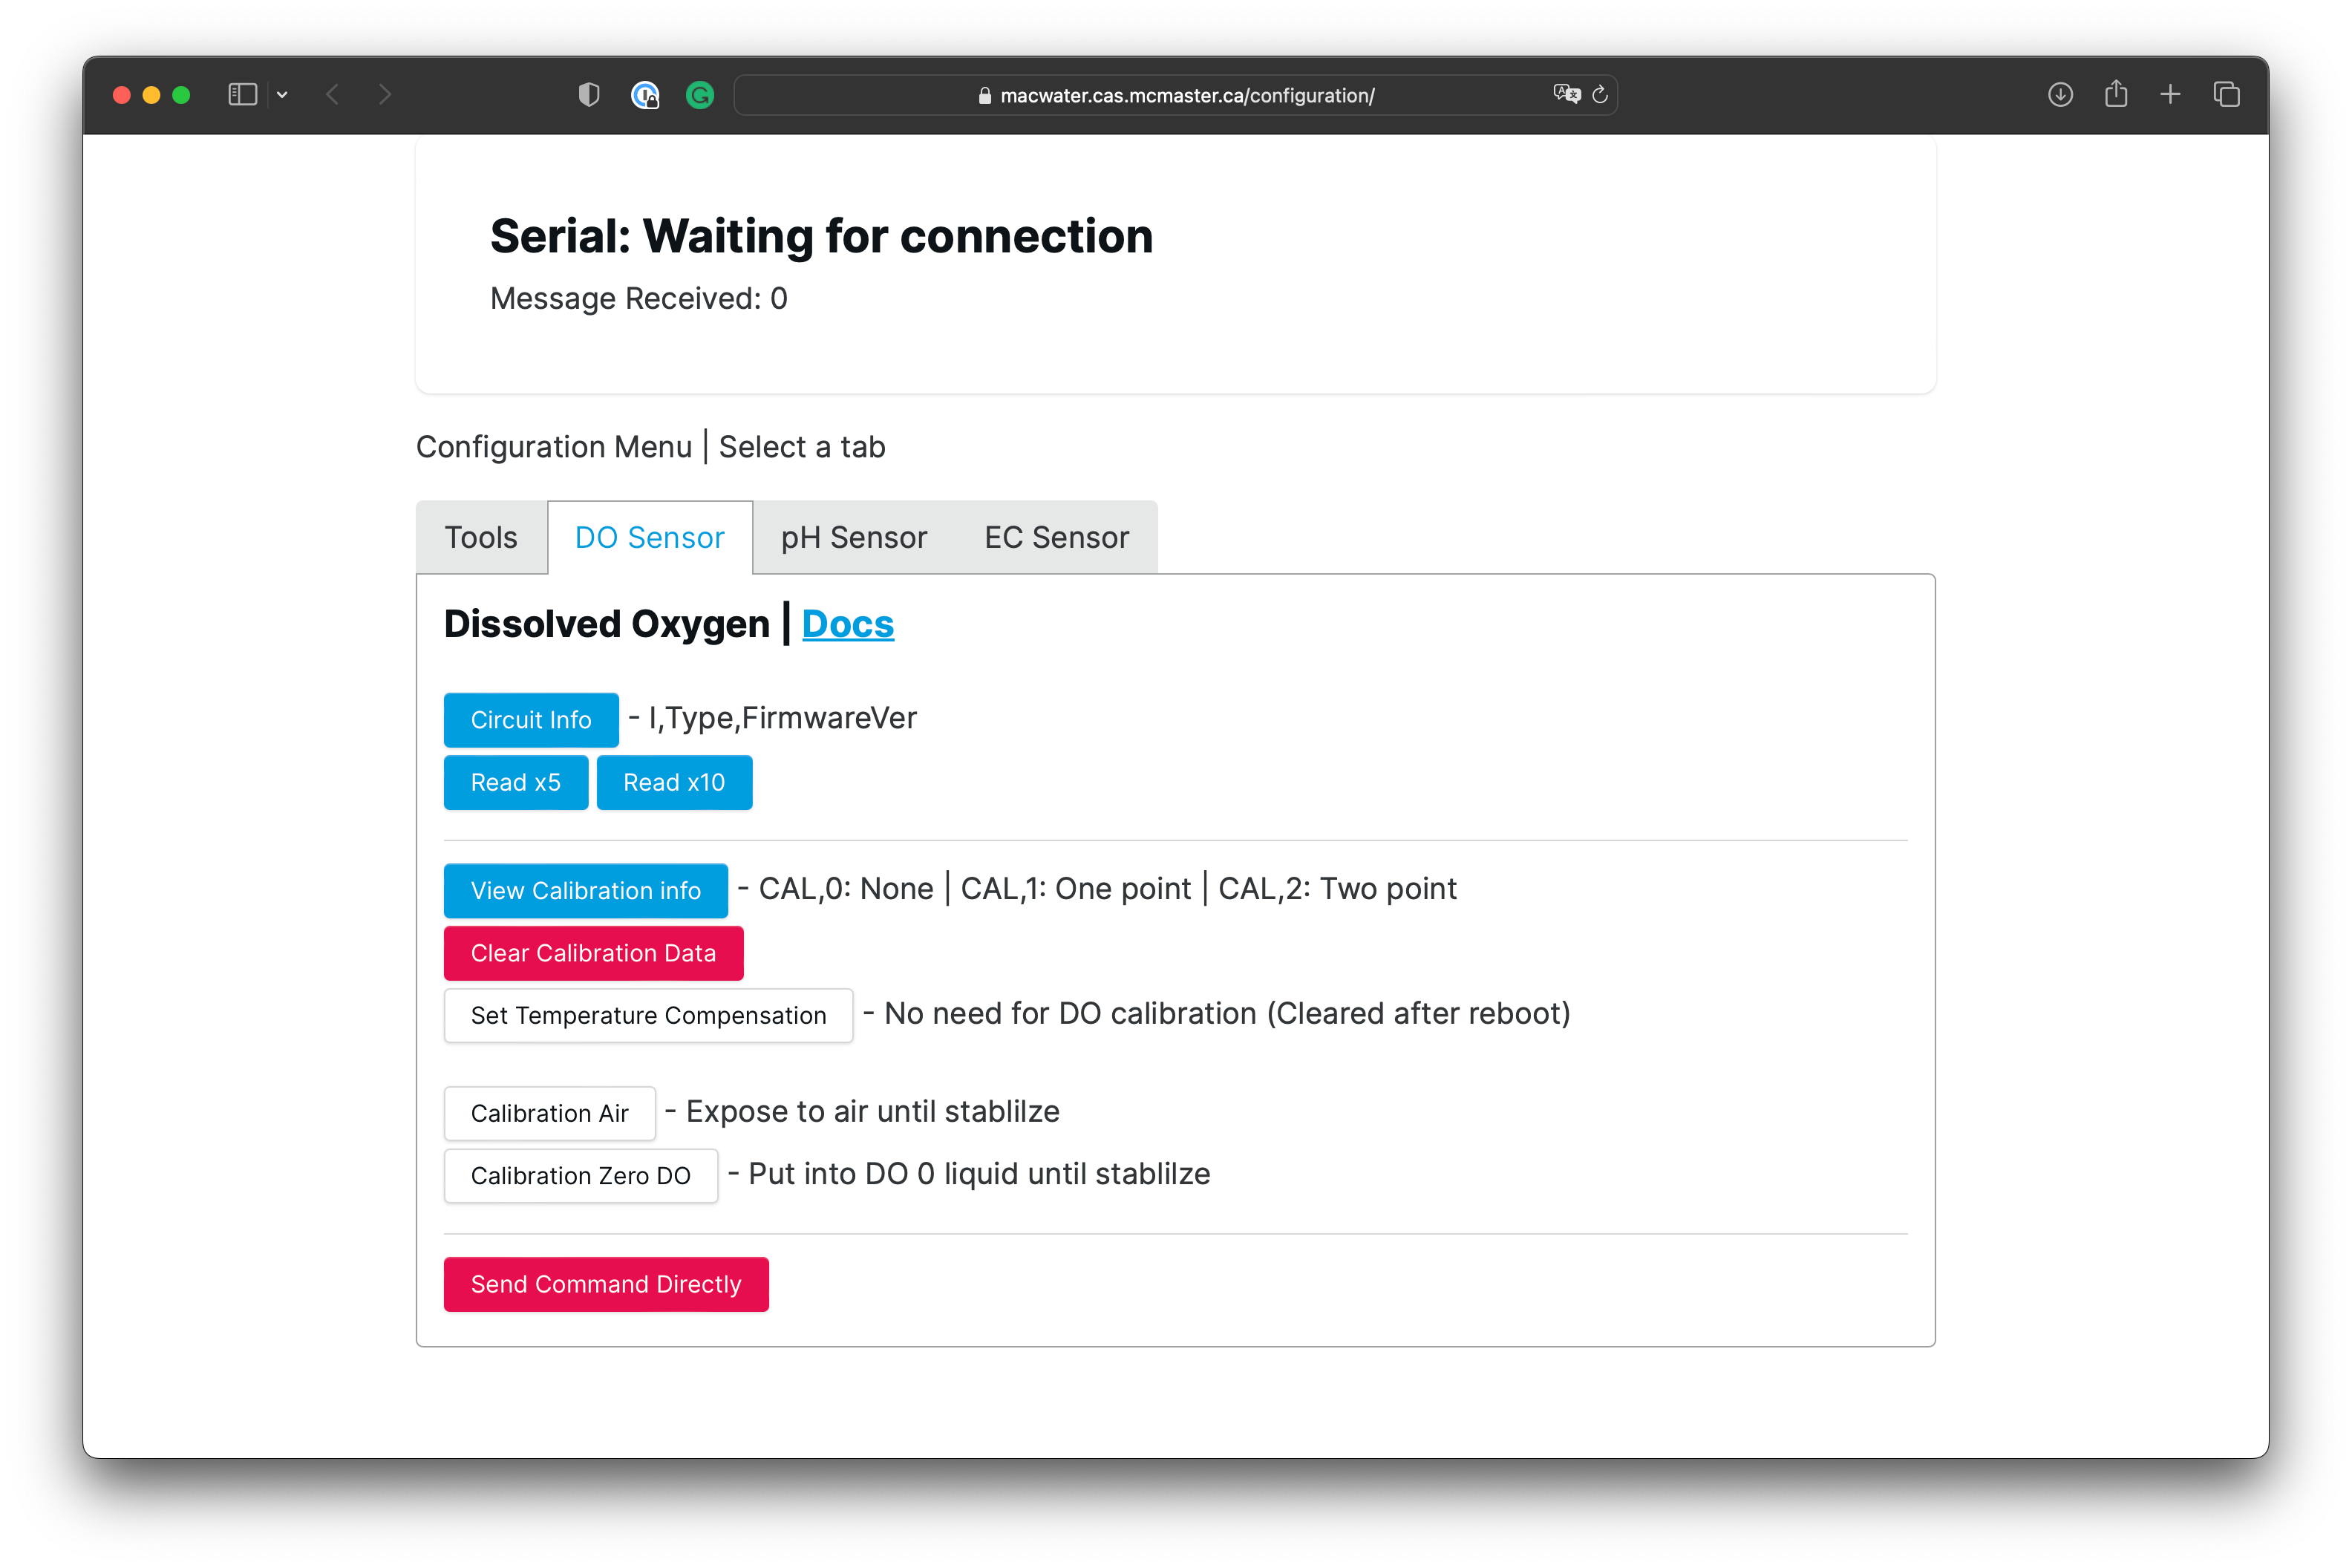 macwater.cas.mcmaster.ca/configuration/
Serial: Waiting for connection
Message Received: 0
Configuration Menu | Select a tab
Tools DO Sensor pH Sensor EC Sensor
Dissolved Oxygen | Docs
Circuit Info - I,Type,FirmwareVer
Read x5 Read x10
View Calibration info - CAL,0: None | CAL,1: One point | CAL,2: Two point
Clear Calibration Data
Set Temperature Compensation - No need for DO calibration (Cleared after reboot)
Calibration Air - Expose to air until stablilze
Calibration Zero DO - Put into DO 0 liquid until stablilze
Send Command Directly